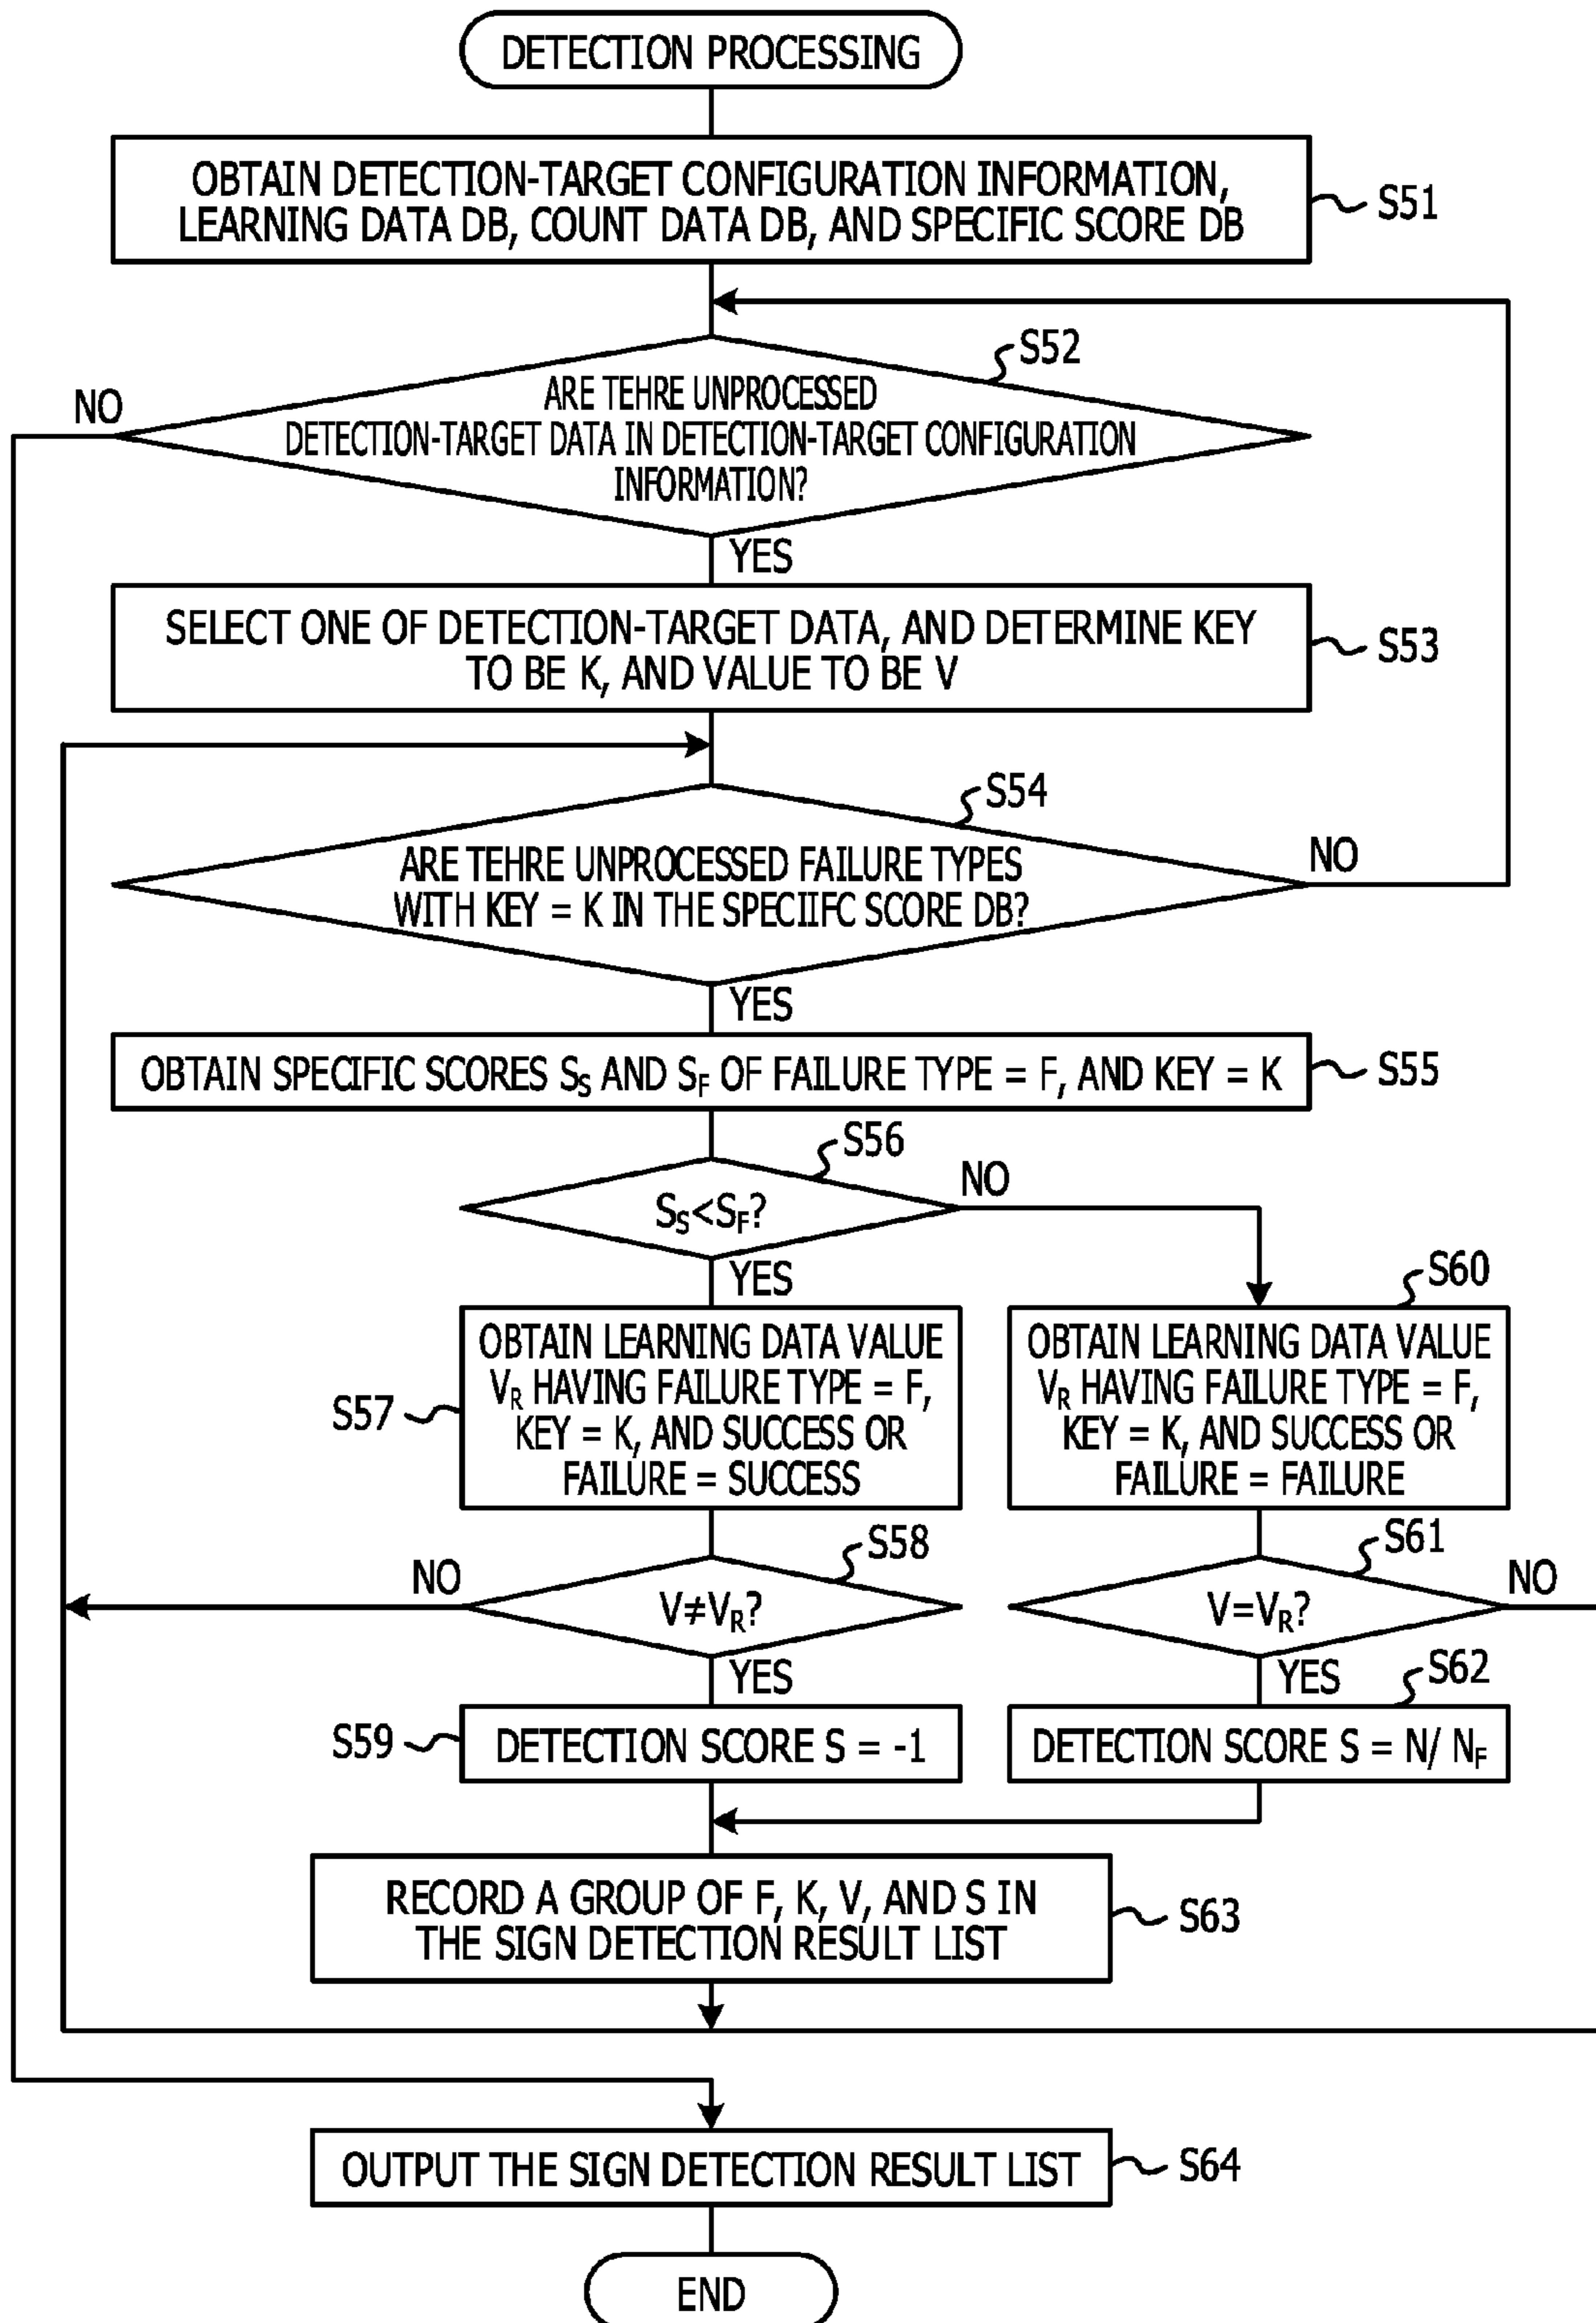 DETECTION PROCESSING
OBTAIN DETECTION-TARGET CONFIGURATION INFORMATION,
LEARNING DATA DB, COUNT DATA DB, AND SPECIFIC SCORE DB
S51
S52
NO
ARE TEHRE UNPROCESSED
DETECTION-TARGET DATA IN DETECTION-TARGET CONFIGURATION
INFORMATION?
YES
SELECT ONE OF DETECTION-TARGET DATA, AND DETERMINE KEY
TO BE K, AND VALUE TO BE V
S53
S54
ARE TEHRE UNPROCESSED FAILURE TYPES
WITH KEY = K IN THE SPECIIFC SCORE DB?
NO
YES
OBTAIN SPECIFIC SCORES SS AND SF OF FAILURE TYPE = F, AND KEY = K
S55
S56
SS<SF?
NO
YES
S57
OBTAIN LEARNING DATA VALUE
VR HAVING FAILURE TYPE = F,
KEY = K, AND SUCCESS OR
FAILURE = SUCCESS
S60
OBTAIN LEARNING DATA VALUE
VR HAVING FAILURE TYPE = F,
KEY = K, AND SUCCESS OR
FAILURE = FAILURE
S58
NO
V≠VR?
YES
S61
V=VR?
NO
YES
S59
DETECTION SCORE S = -1
S62
DETECTION SCORE S = N/ NF
RECORD A GROUP OF F, K, V, AND S IN
THE SIGN DETECTION RESULT LIST
S63
OUTPUT THE SIGN DETECTION RESULT LIST
S64
END